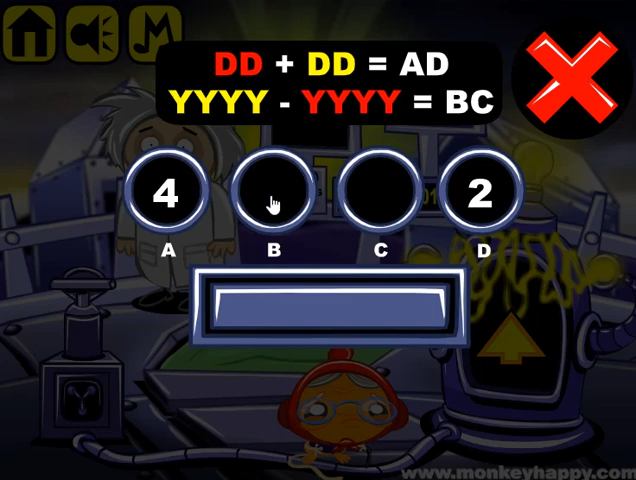 DD + DD = AD
YYYY - YYYY = BC
4 2
A B C D
www.monkeyhappy.com